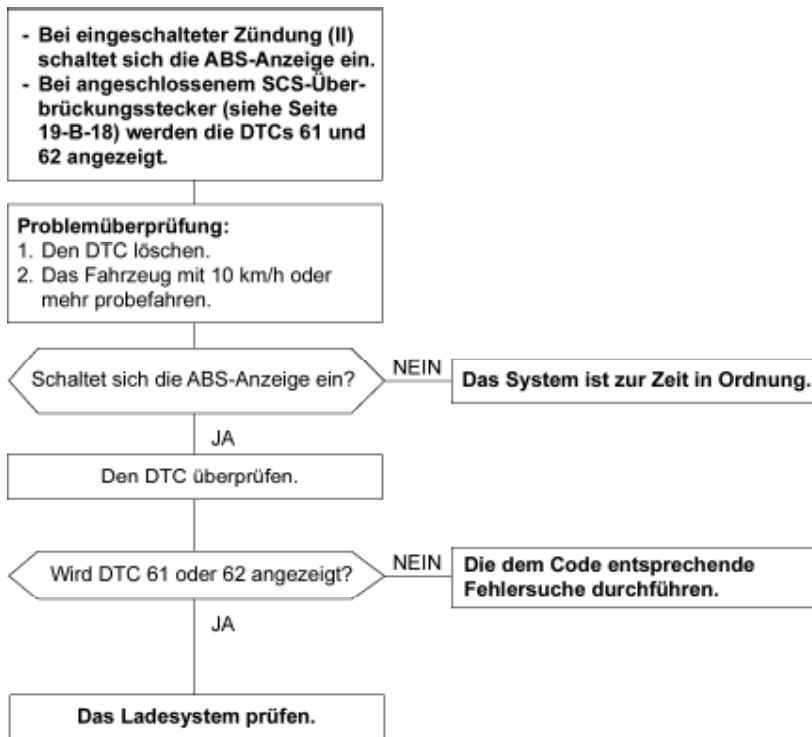 - Bei eingeschalteter Zündung (II)
schaltet sich die ABS-Anzeige ein.
- Bei angeschlossenem SCS-Über-
brückungsstecker (siehe Seite
19-B-18) werden die DTCs 61 und
62 angezeigt.
Problemüberprüfung:
1. Den DTC löschen.
2. Das Fahrzeug mit 10 km/h oder
mehr probefahren.
Schaltet sich die ABS-Anzeige ein?
NEIN
Das System ist zur Zeit in Ordnung.
JA
Den DTC überprüfen.
Wird DTC 61 oder 62 angezeigt?
NEIN
Die dem Code entsprechende
Fehlersuche durchführen.
JA
Das Ladesystem prüfen.